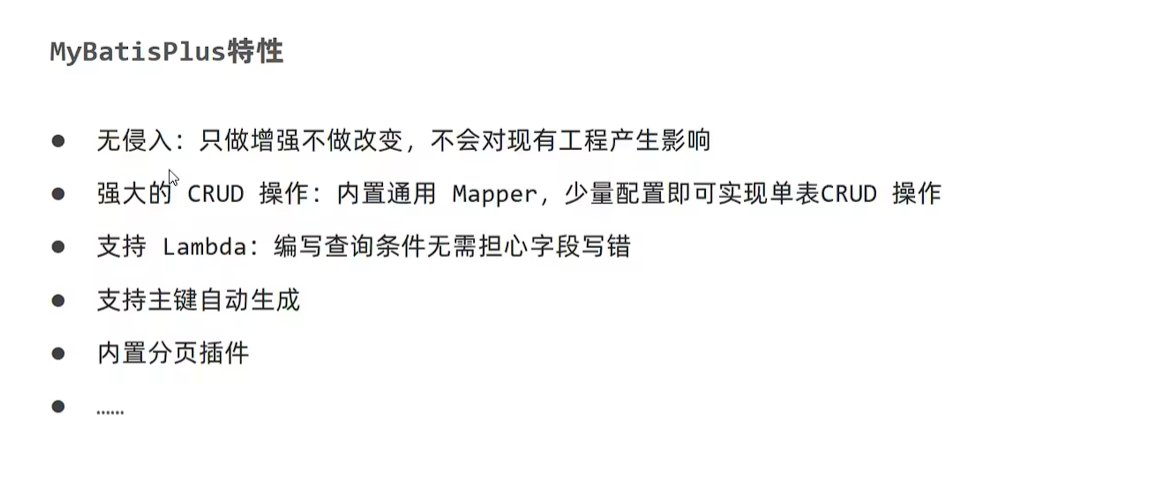 MyBatisPlus特性
● 无侵入：只做增强不做改变，不会对现有工程产生影响
● 强大的 CRUD 操作：内置通用 Mapper，少量配置即可实现单表CRUD 操作
● 支持 Lambda：编写查询条件无需担心字段写错
● 支持主键自动生成
● 内置分页插件
● ……